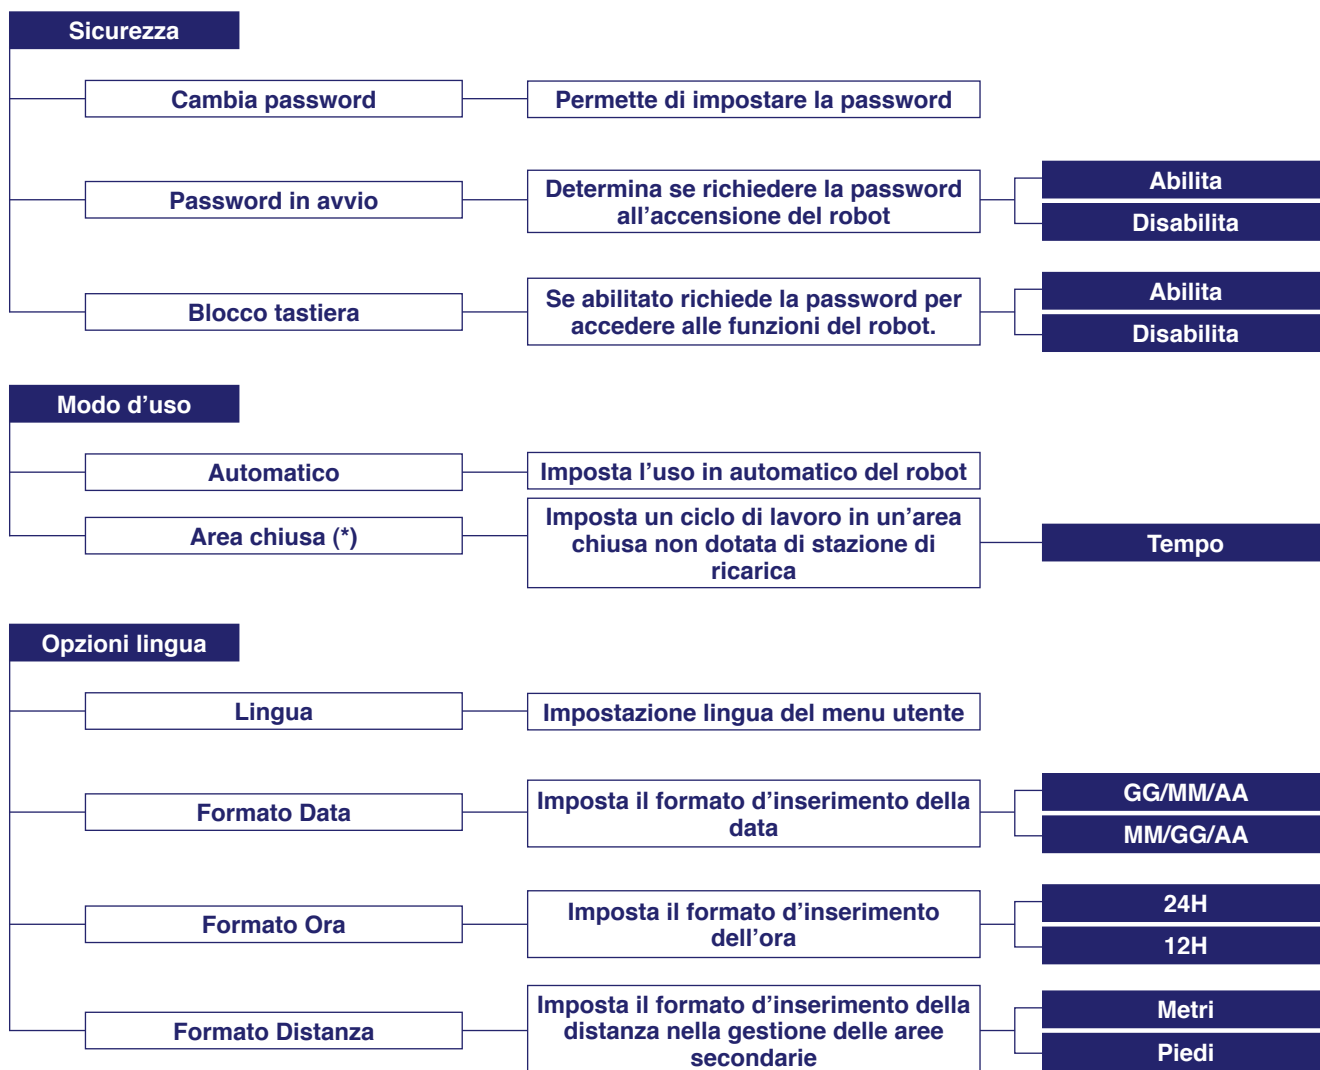 Sicurezza
Cambia password
Permette di impostare la password
Password in avvio
Determina se richiedere la password
all'accensione del robot
Abilita
Disabilita
Blocco tastiera
Se abilitato richiede la password per
accedere alle funzioni del robot.
Abilita
Disabilita
Modo d'uso
Automatico
Imposta l'uso in automatico del robot
Area chiusa (*)
Imposta un ciclo di lavoro in un'area
chiusa non dotata di stazione di
ricarica
Tempo
Opzioni lingua
Lingua
Impostazione lingua del menu utente
Formato Data
Imposta il formato d'inserimento della
data
GG/MM/AA
MM/GG/AA
Formato Ora
Imposta il formato d'inserimento
dell'ora
24H
12H
Formato Distanza
Imposta il formato d'inserimento della
distanza nella gestione delle aree
secondarie
Metri
Piedi